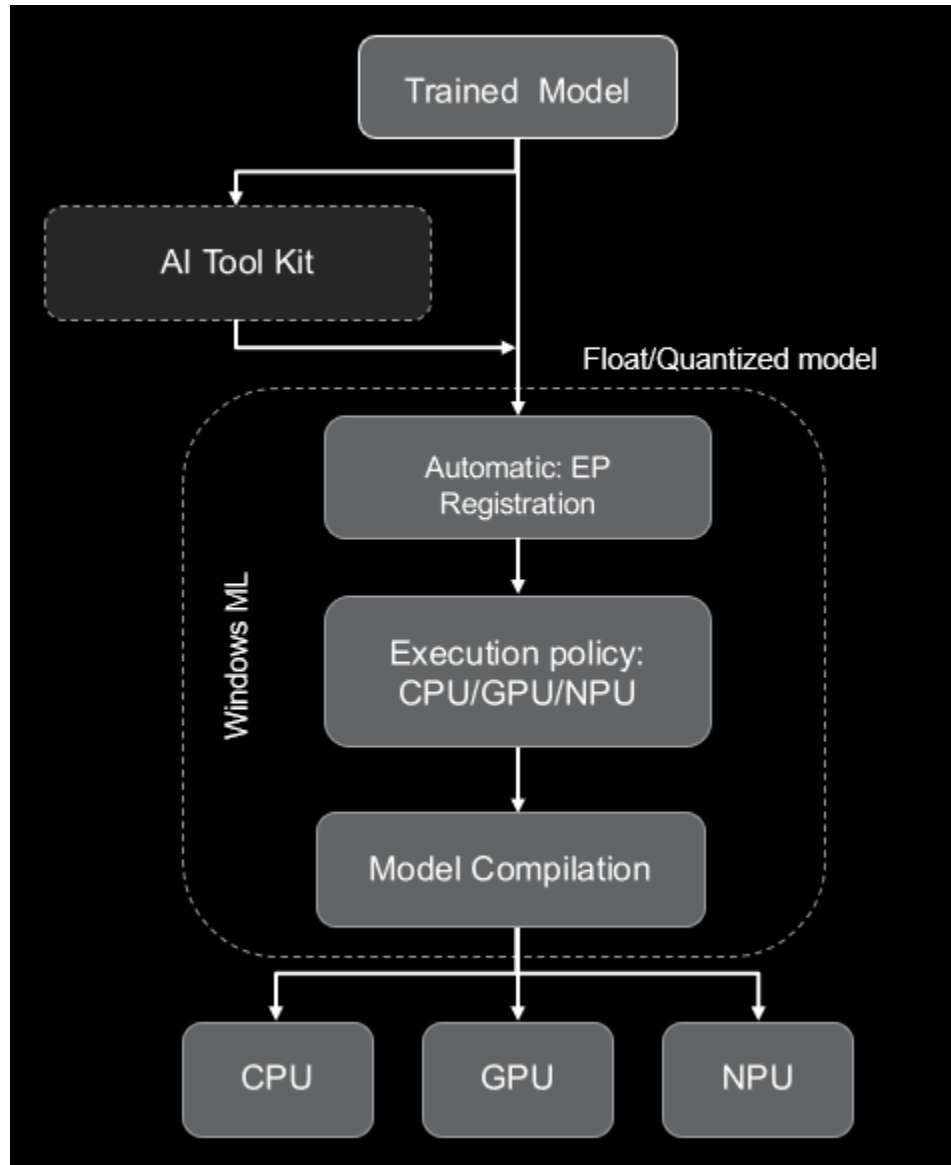 Trained Model
AI Tool Kit
Float/Quantized model
Automatic: EP
Registration
Windows ML
Execution policy:
CPU/GPU/NPU
Model Compilation
CPU
GPU
NPU